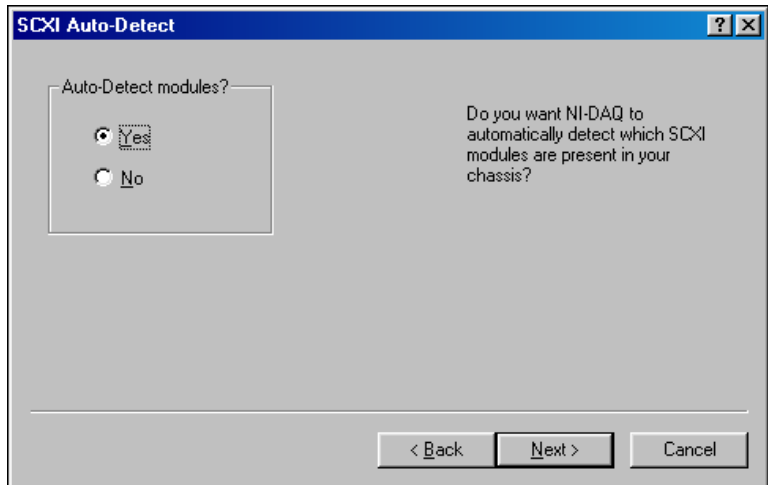 SCXI Auto-Detect
Auto-Detect modules?
Yes
No
Do you want NI-DAQ to
automatically detect which SCXI
modules are present in your
chassis?
< Back
Next >
Cancel